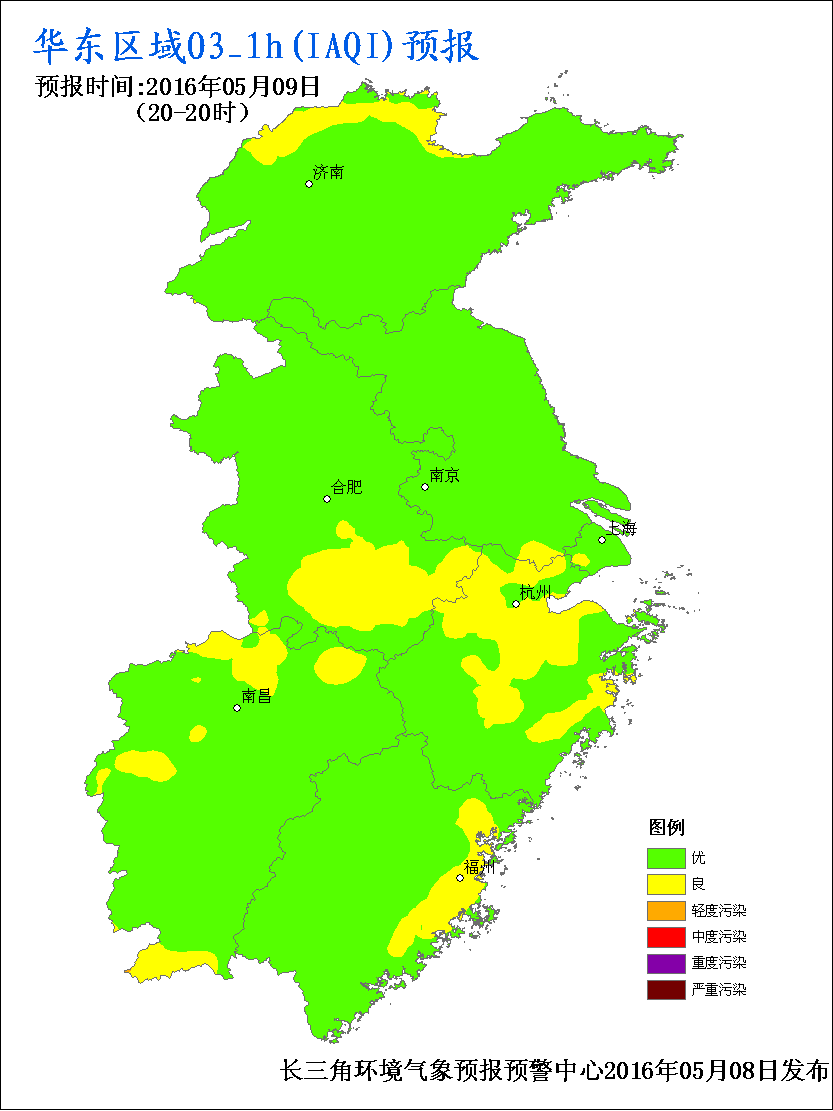 华东区域O3_1h(IAQI)预报
预报时间:2016年05月09日
(20-20时)
济南
南京
合肥
上海
杭州
南昌
福州
图例
优
良
轻度污染
中度污染
重度污染
严重污染
长三角环境气象预报预警中心2016年05月08日发布